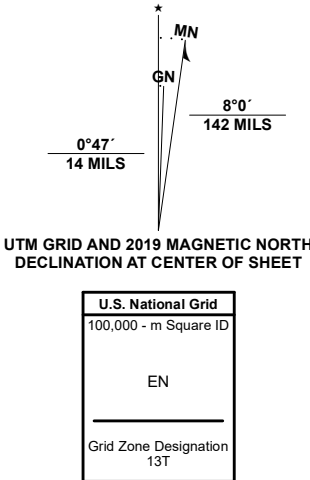 ★
MN
GN
8°0´
142 MILS
0°47´
14 MILS
UTM GRID AND 2019 MAGNETIC NORTH
DECLINATION AT CENTER OF SHEET
U.S. National Grid
100,000 - m Square ID
EN
Grid Zone Designation
13T